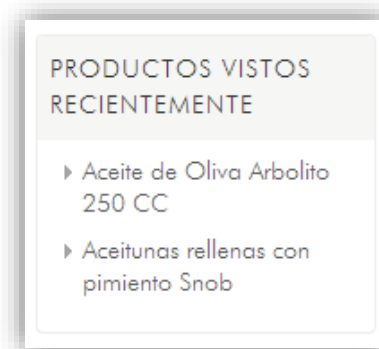 PRODUCTOS VISTOS
RECIENTEMENTE
Aceite de Oliva Arbolito
250 CC
Aceitunas rellenas con
pimiento Snob